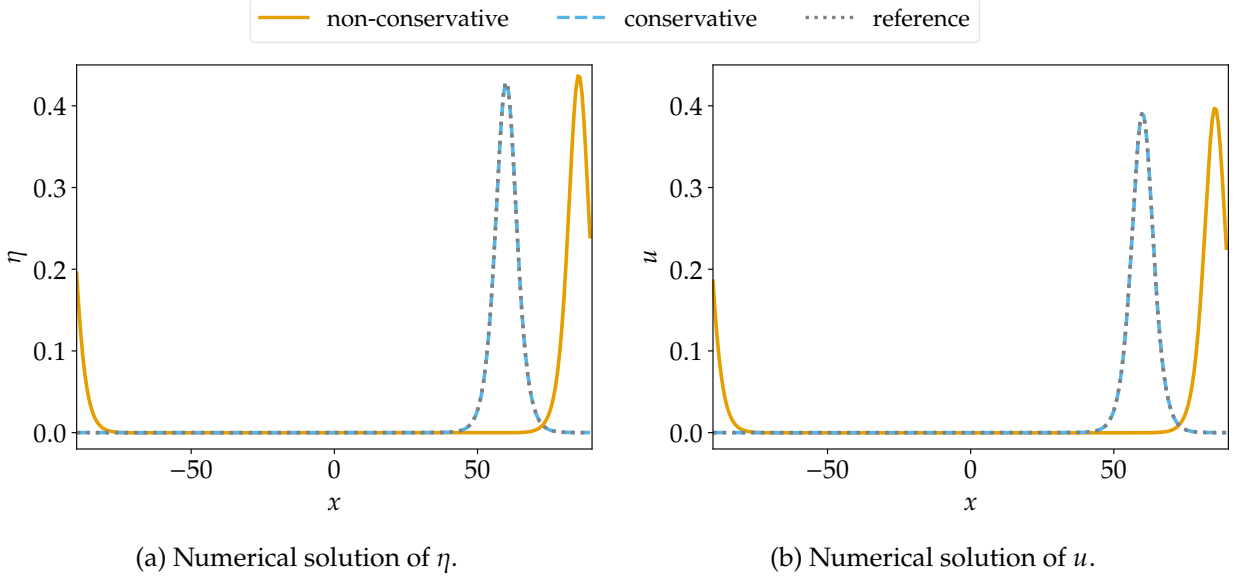 non-conservative conservative reference
0.4 0.4
0.3 0.3
η 0.2 u 0.2
0.1 0.1
0.0 0.0
−50 0 50 −50 0 50
x x
(a) Numerical solution of η. (b) Numerical solution of u.